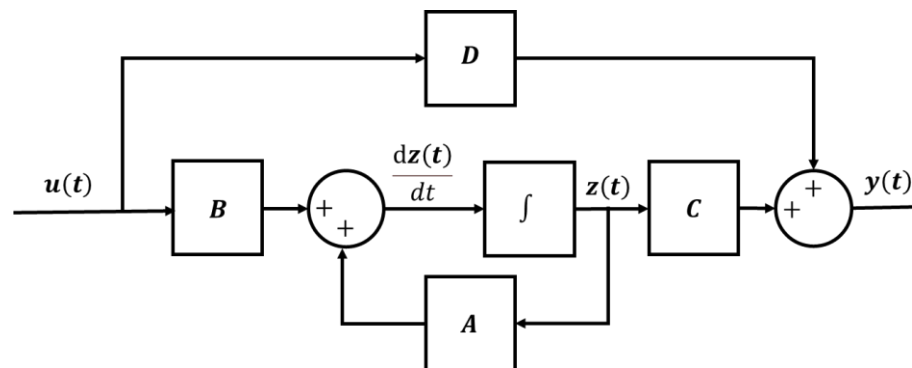 D
u(t)
B
+
+
dz(t)
dt
∫
z(t)
C
+
+
y(t)
A